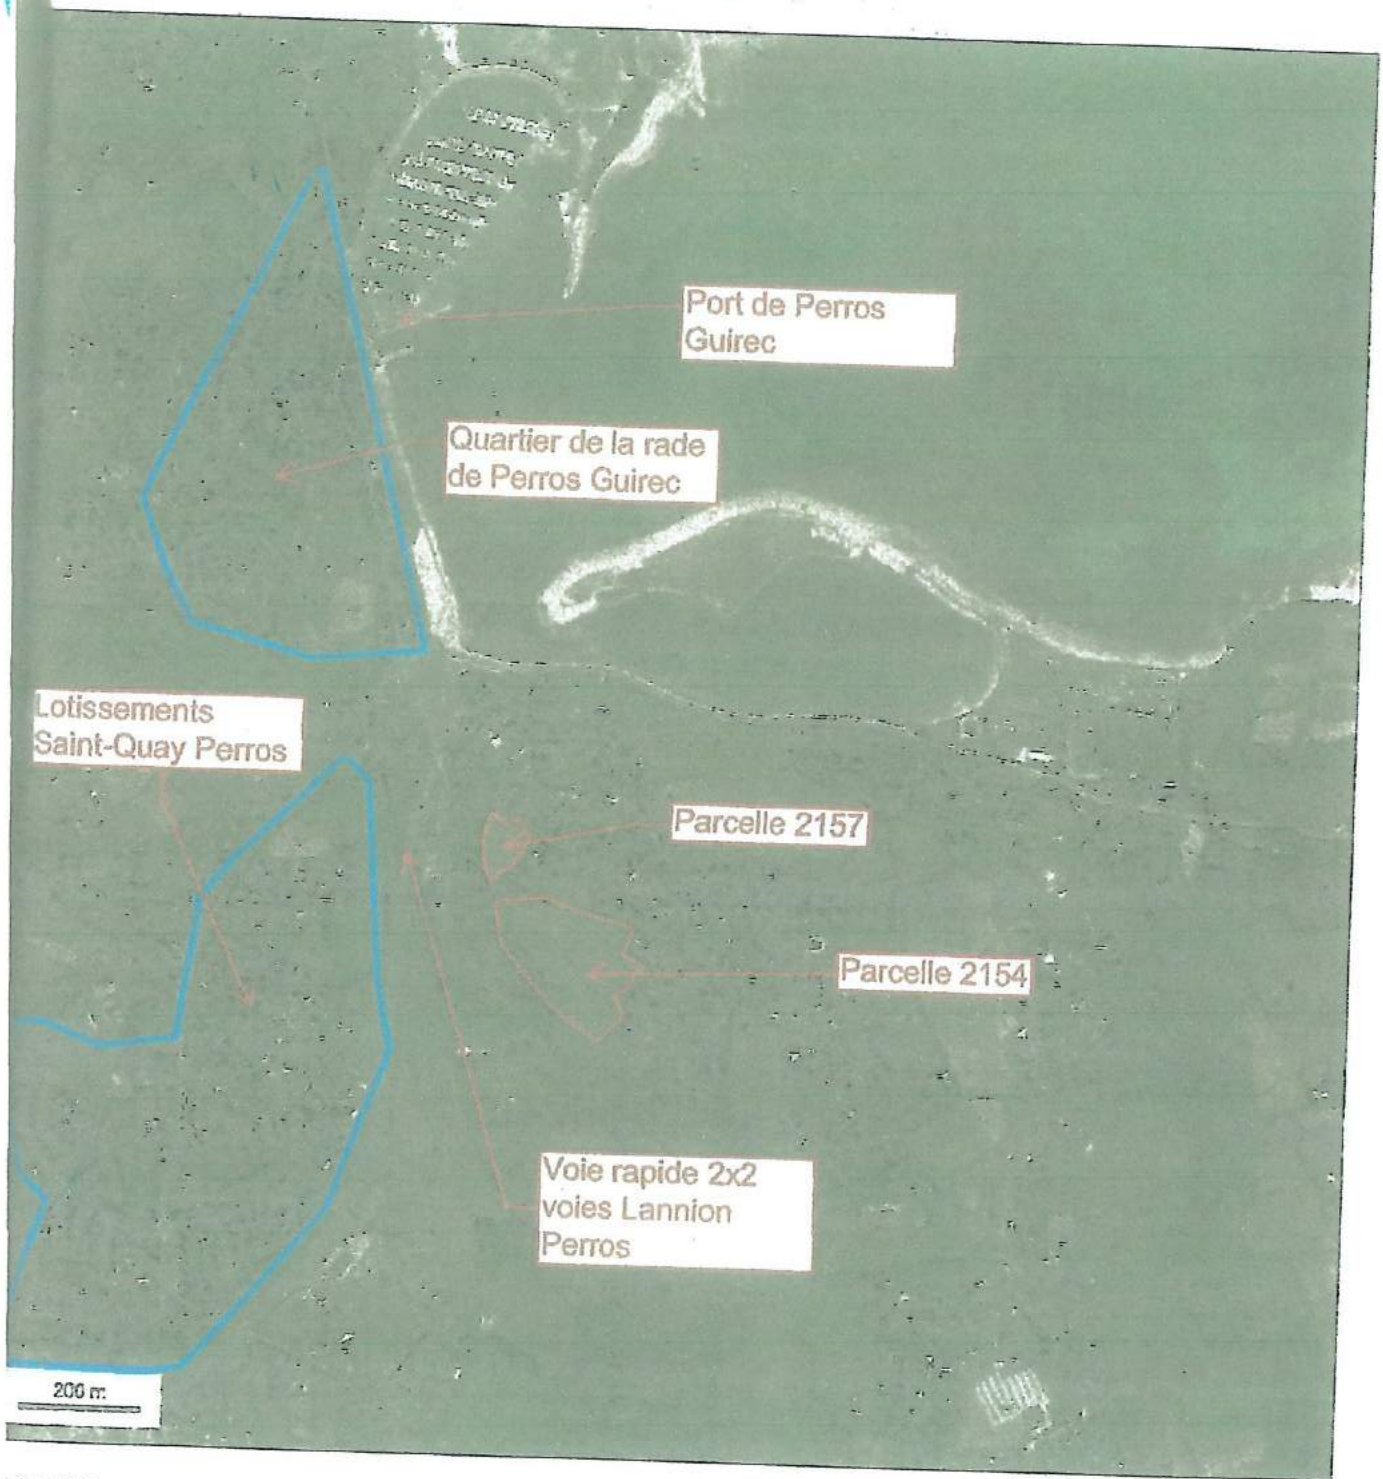 Port de Perros
Guirec
Quartier de la rade
de Perros Guirec
Lotissements
Saint-Quay Perros
Parcelle 2157
Parcelle 2154
Voie rapide 2x2
voies Lannion
Perros
200 m